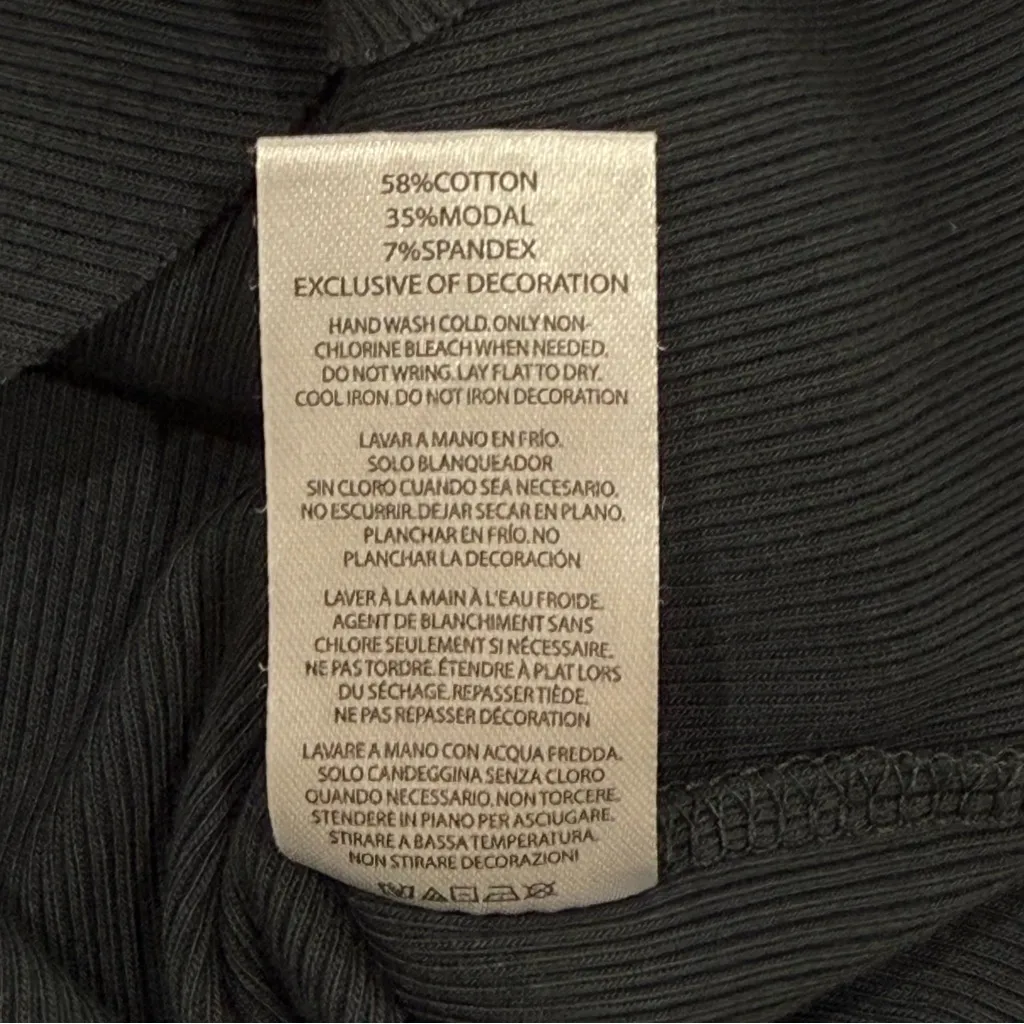 58%COTTON
35%MODAL
7%SPANDEX
EXCLUSIVE OF DECORATION
HAND WASH COLD. ONLY NON-
CHLORINE BLEACH WHEN NEEDED.
DO NOT WRING. LAY FLAT TO DRY.
COOL IRON. DO NOT IRON DECORATION
LAVAR A MANO EN FRÍO.
SOLO BLANQUEADOR
SIN CLORO CUANDO SEA NECESARIO.
NO ESCURRIR. DEJAR SECAR EN PLANO.
PLANCHAR EN FRÍO. NO
PLANCHAR LA DECORACIÓN
LAVER À LA MAIN À L'EAU FROIDE.
AGENT DE BLANCHIMENT SANS
CHLORE SEULEMENT SI NÉCESSAIRE.
NE PAS TORDRE. ÉTENDRE À PLAT LORS
DU SÉCHAGE. REPASSER TIÈDE.
NE PAS REPASSER DÉCORATION
LAVARE A MANO CON ACQUA FREDDA.
SOLO CANDEGGINA SENZA CLORO
QUANDO NECESSARIO. NON TORCERE.
STENDERE IN PIANO PER ASCIUGARE.
STIRARE A BASSA TEMPERATURA.
NON STIRARE DECORAZIONI